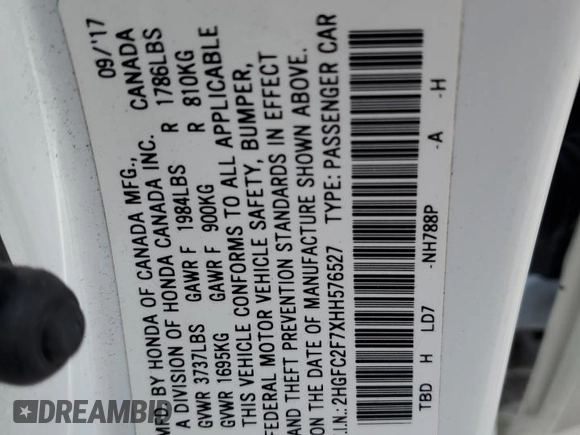 MFD. BY HONDA OF CANADA MFG., 09/'17
A DIVISION OF HONDA CANADA INC. CANADA
GVWR 3737LBS GAWR F 1984LBS R 1786LBS
GVWR 1695KG GAWR F 900KG R 810KG
THIS VEHICLE CONFORMS TO ALL APPLICABLE
FEDERAL MOTOR VEHICLE SAFETY, BUMPER,
AND THEFT PREVENTION STANDARDS IN EFFECT
ON THE DATE OF MANUFACTURE SHOWN ABOVE.
.I.N.:2HGFC2F7XHH576527 TYPE: PASSENGER CAR
TBD H LD7 -NH788P -A -H
DREAMBID